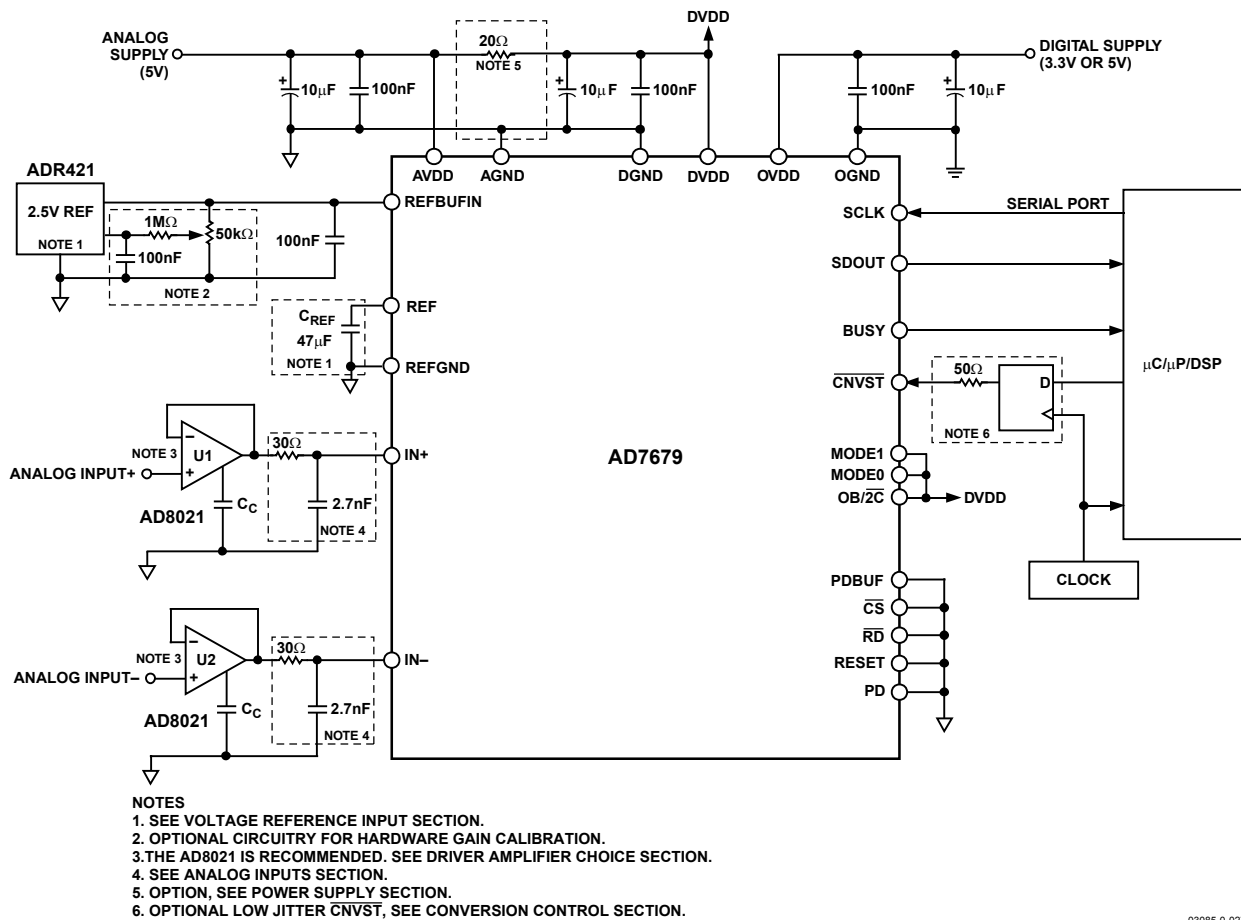 DVDD
ANALOG
SUPPLY
(5V)
20Ω
NOTE 5
DIGITAL SUPPLY
(3.3V OR 5V)
+
10μF
100nF
+
10μF
100nF
100nF
+
10μF
ADR421
2.5V REF
NOTE 1
1MΩ
50kΩ
100nF
NOTE 2
100nF
AVDD
AGND
DGND
DVDD
OVDD
OGND
REFBUFIN
SCLK
SERIAL PORT
SDOUT
REF
CREF
47μF
NOTE 1
REFGND
BUSY
CNVST
50Ω
D
NOTE 6
μC/μP/DSP
NOTE 3
−
U1
+
ANALOG INPUT+
30Ω
IN+
CC
AD8021
2.7nF
NOTE 4
AD7679
MODE1
MODE0
OB/2C
DVDD
CLOCK
PDBUF
CS
RD
RESET
PD
NOTE 3
−
U2
+
ANALOG INPUT−
30Ω
IN−
CC
AD8021
2.7nF
NOTE 4
NOTES
1. SEE VOLTAGE REFERENCE INPUT SECTION.
2. OPTIONAL CIRCUITRY FOR HARDWARE GAIN CALIBRATION.
3.THE AD8021 IS RECOMMENDED. SEE DRIVER AMPLIFIER CHOICE SECTION.
4. SEE ANALOG INPUTS SECTION.
5. OPTION, SEE POWER SUPPLY SECTION.
6. OPTIONAL LOW JITTER CNVST, SEE CONVERSION CONTROL SECTION.